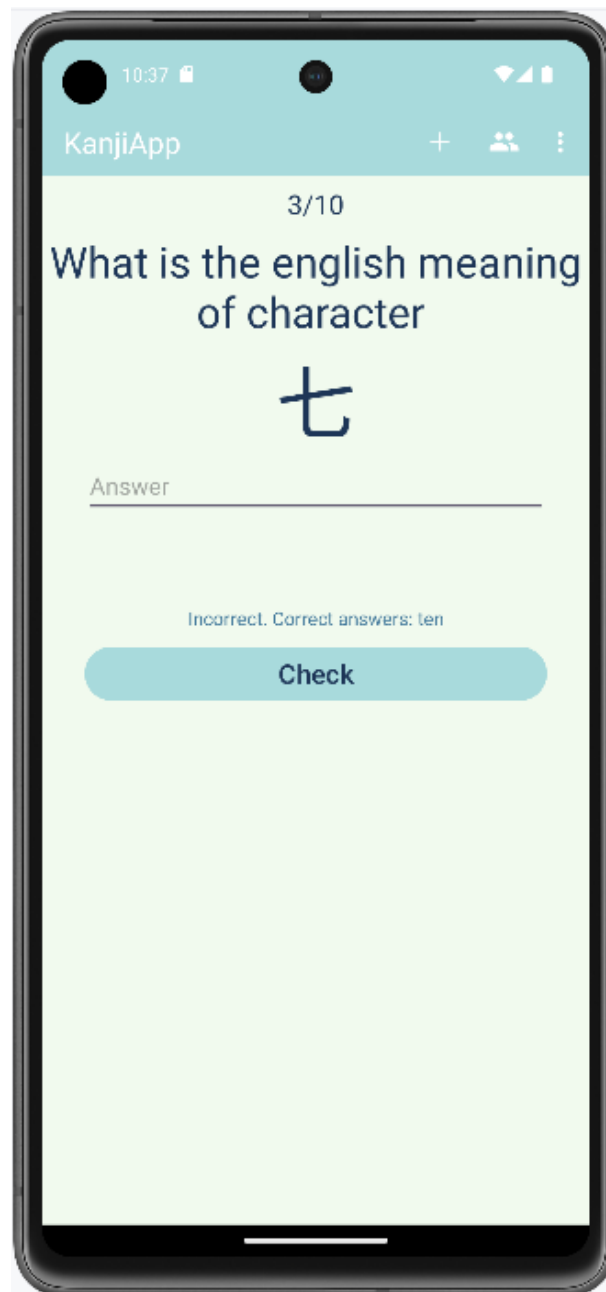 10:37
KanjiApp
3/10
What is the english meaning
of character
七
Answer
Incorrect. Correct answers: ten
Check